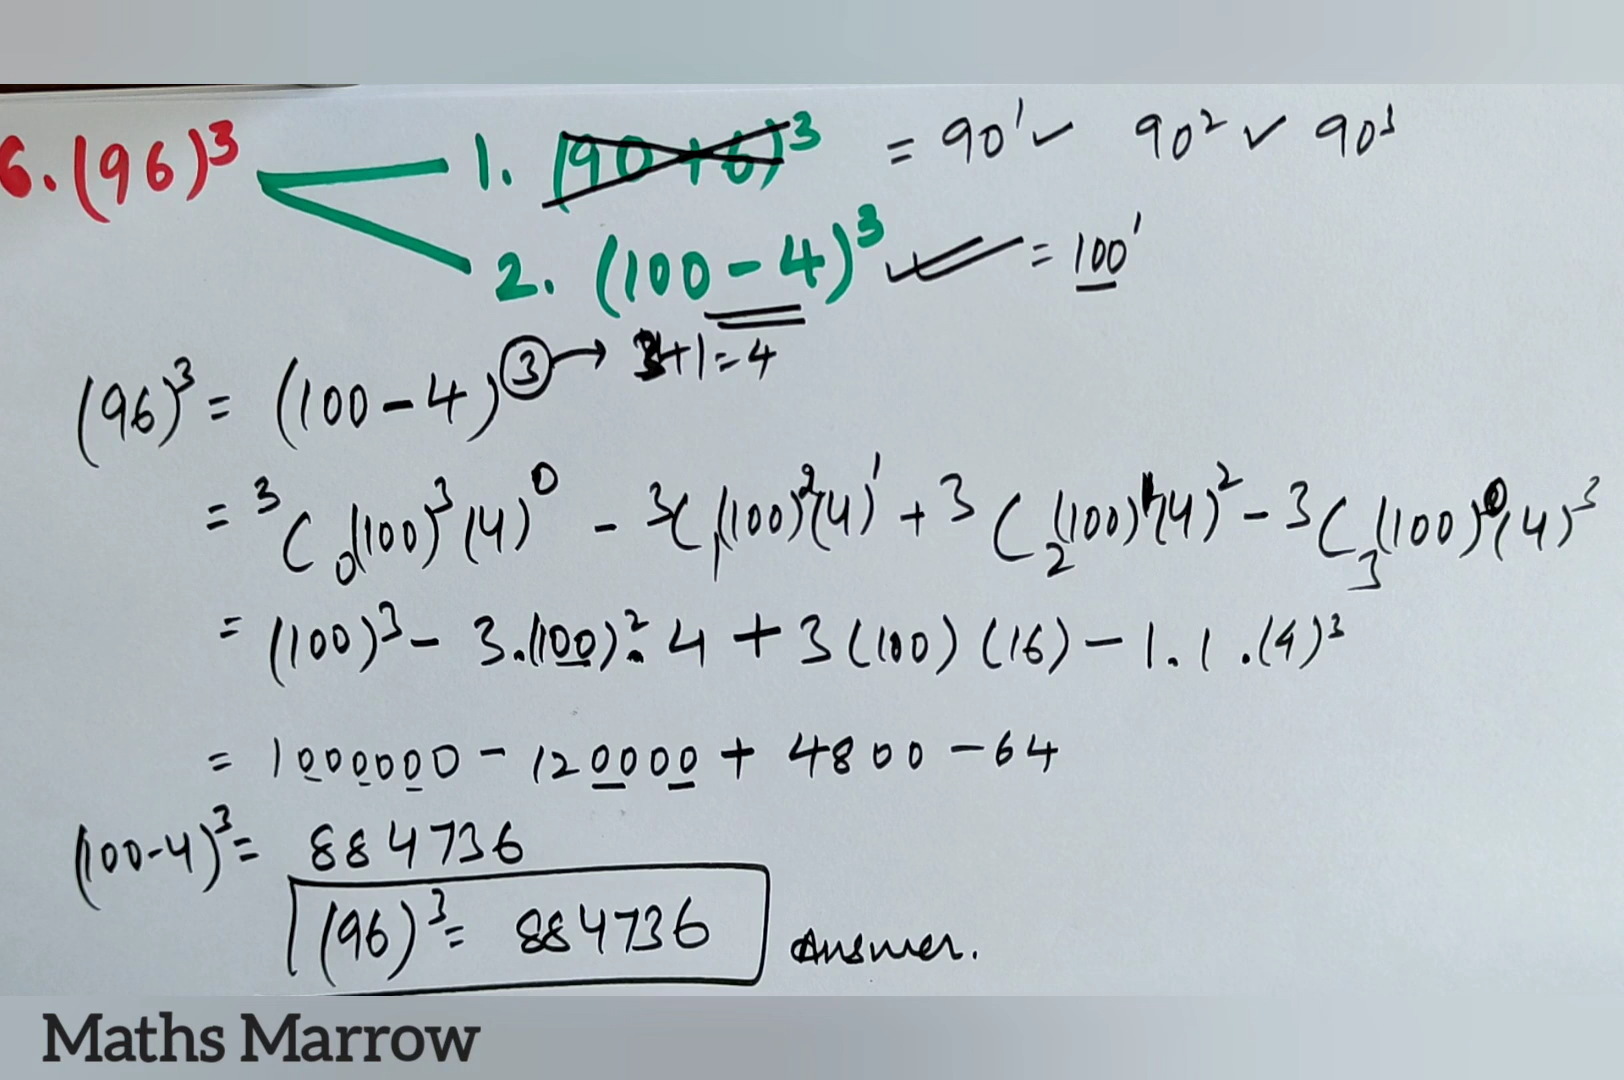 6. (96)³ 1. (90+6)³ = 90¹✓ 90²✓ 90³
2. (100-4)³ ✓ = 100¹
(96)³ = (100-4)③ → 3+1=4
= ³C₀(100)³(4)⁰ - 3C₁(100)²(4)¹ + 3C₂(100)¹(4)² - 3C₃(100)⁰(4)³
= (100)³ - 3.(100)².4 + 3(100)(16) - 1.1.(4)³
= 1000000 - 120000 + 4800 - 64
(100-4)³ = 884736
(96)³ = 884736 Answer.
Maths Marrow